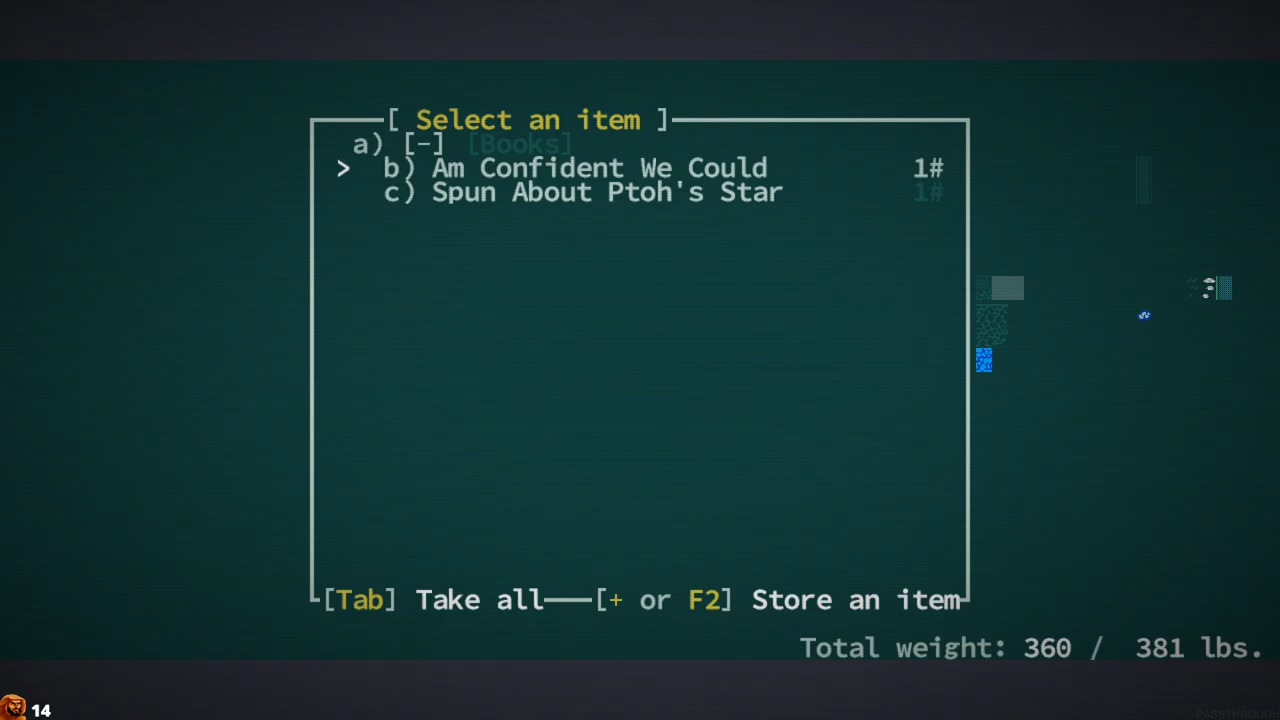 [ Select an item ]
a) [-] [Books]
> b) Am Confident We Could 1#
c) Spun About Ptoh's Star 1#
[Tab] Take all [+ or F2] Store an item
Total weight: 360 / 381 lbs.
14
PASSTHROUGH